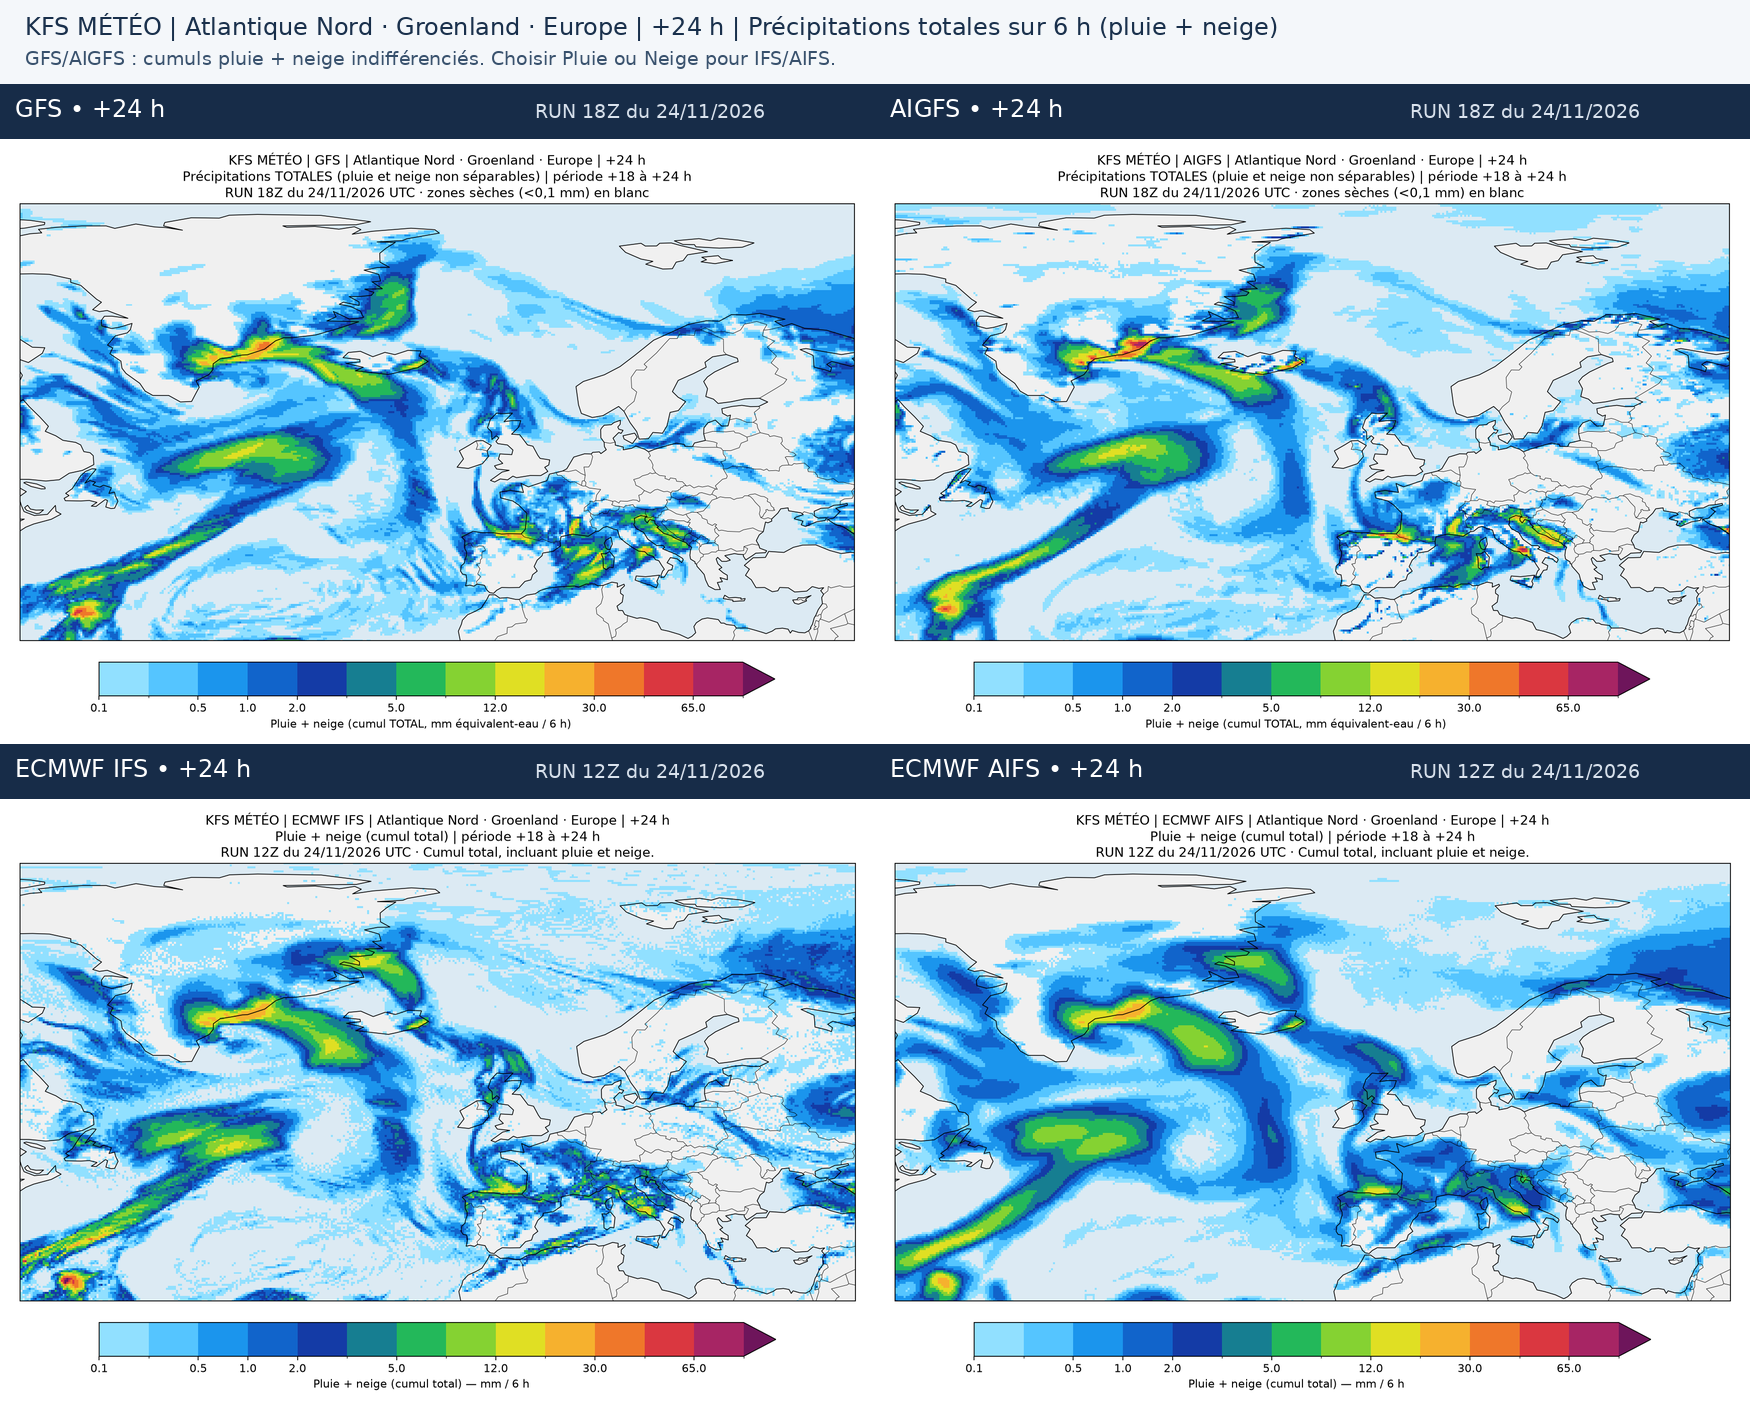 KFS MÉTÉO | Atlantique Nord · Groenland · Europe | +24 h | Précipitations totales sur 6 h (pluie + neige)
GFS/AIGFS : cumuls pluie + neige indifférenciés. Choisir Pluie ou Neige pour IFS/AIFS.
GFS • +24 h
RUN 18Z du 24/11/2026
KFS MÉTÉO | GFS | Atlantique Nord · Groenland · Europe | +24 h
Précipitations TOTALES (pluie et neige non séparables) | période +18 à +24 h
RUN 18Z du 24/11/2026 UTC · zones sèches (<0,1 mm) en blanc
0.1 0.5 1.0 2.0 5.0 12.0 30.0 65.0
Pluie + neige (cumul TOTAL, mm équivalent-eau / 6 h)
AIGFS • +24 h
RUN 18Z du 24/11/2026
KFS MÉTÉO | AIGFS | Atlantique Nord · Groenland · Europe | +24 h
Précipitations TOTALES (pluie et neige non séparables) | période +18 à +24 h
RUN 18Z du 24/11/2026 UTC · zones sèches (<0,1 mm) en blanc
0.1 0.5 1.0 2.0 5.0 12.0 30.0 65.0
Pluie + neige (cumul TOTAL, mm équivalent-eau / 6 h)
ECMWF IFS • +24 h
RUN 12Z du 24/11/2026
KFS MÉTÉO | ECMWF IFS | Atlantique Nord · Groenland · Europe | +24 h
Pluie + neige (cumul total) | période +18 à +24 h
RUN 12Z du 24/11/2026 UTC · Cumul total, incluant pluie et neige.
0.1 0.5 1.0 2.0 5.0 12.0 30.0 65.0
Pluie + neige (cumul total) — mm / 6 h
ECMWF AIFS • +24 h
RUN 12Z du 24/11/2026
KFS MÉTÉO | ECMWF AIFS | Atlantique Nord · Groenland · Europe | +24 h
Pluie + neige (cumul total) | période +18 à +24 h
RUN 12Z du 24/11/2026 UTC · Cumul total, incluant pluie et neige.
0.1 0.5 1.0 2.0 5.0 12.0 30.0 65.0
Pluie + neige (cumul total) — mm / 6 h